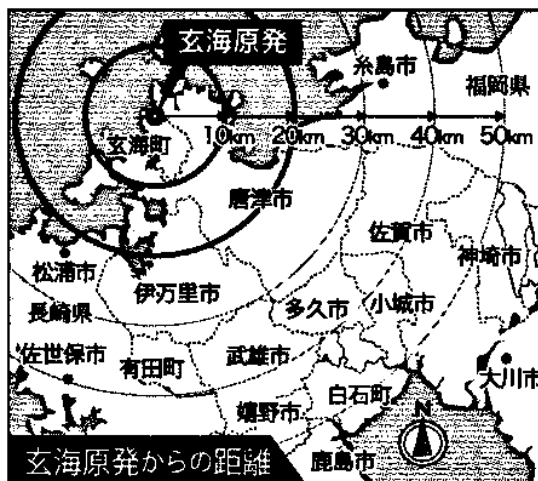 玄海原発
糸島市
福岡県
10km
20km
30km
40km
50km
玄海町
唐津市
佐賀市
神埼市
松浦市
伊万里市
多久市
小城市
長崎県
佐世保市
有田町
武雄市
大川市
白石町
嬉野市
N
鹿島市
玄海原発からの距離